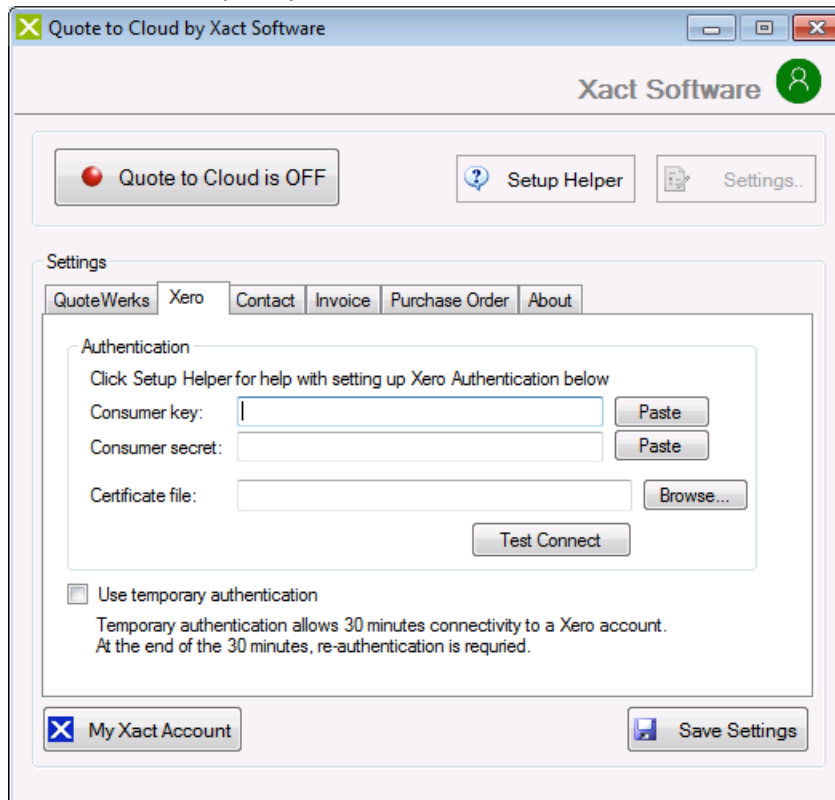 Quote to Cloud by Xact Software
Xact Software
Quote to Cloud is OFF
Setup Helper
Settings..
Settings
QuoteWerks Xero Contact Invoice Purchase Order About
Authentication
Click Setup Helper for help with setting up Xero Authentication below
Consumer key: Paste
Consumer secret: Paste
Certificate file: Browse...
Test Connect
Use temporary authentication
Temporary authentication allows 30 minutes connectivity to a Xero account.
At the end of the 30 minutes, re-authentication is requried.
My Xact Account Save Settings